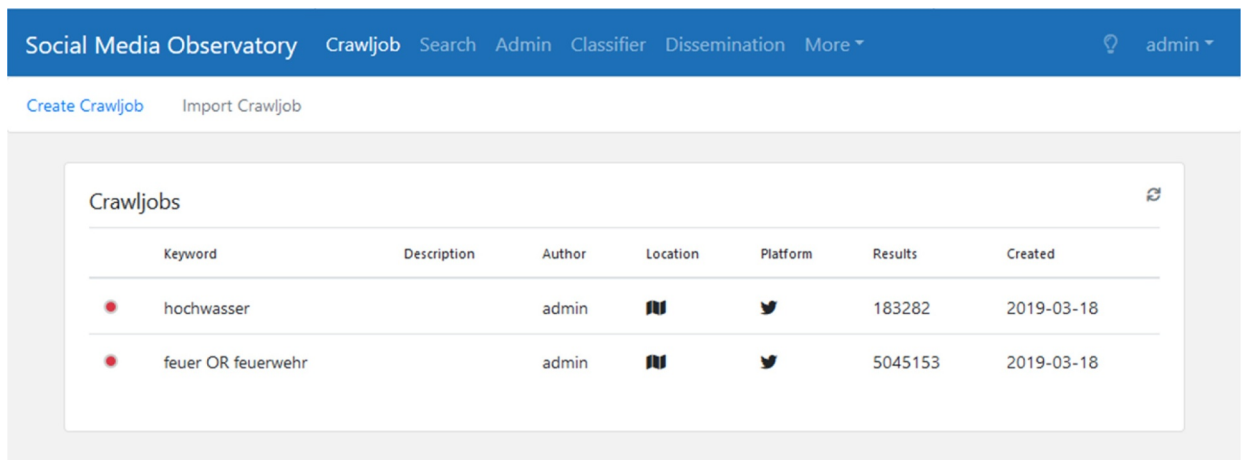 Social Media Observatory Crawljob Search Admin Classifier Dissemination More admin
Create Crawljob Import Crawljob
Crawljobs
Keyword Description Author Location Platform Results Created
hochwasser admin 183282 2019-03-18
feuer OR feuerwehr admin 5045153 2019-03-18